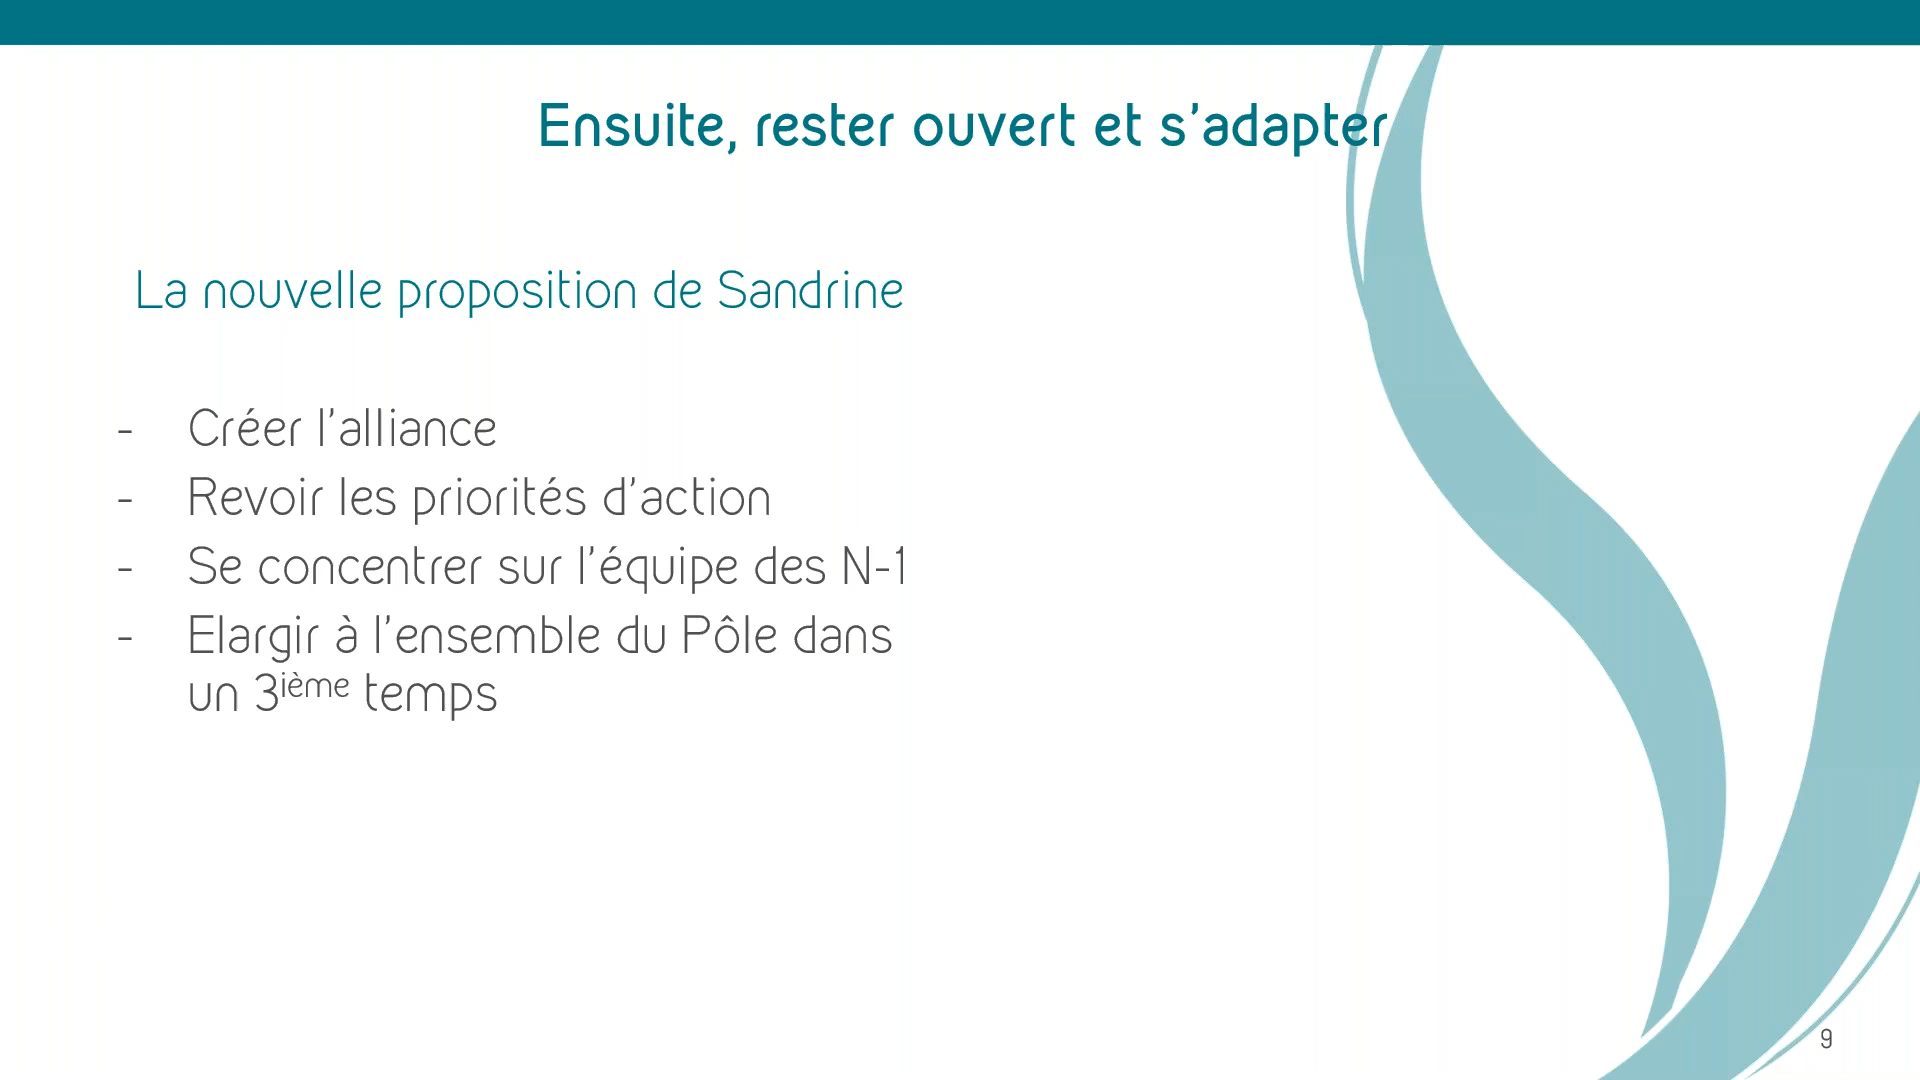 Ensuite, rester ouvert et s’adapter
La nouvelle proposition de Sandrine
- Créer l’alliance
- Revoir les priorités d’action
- Se concentrer sur l’équipe des N-1
- Elargir à l’ensemble du Pôle dans
un 3ième temps
9